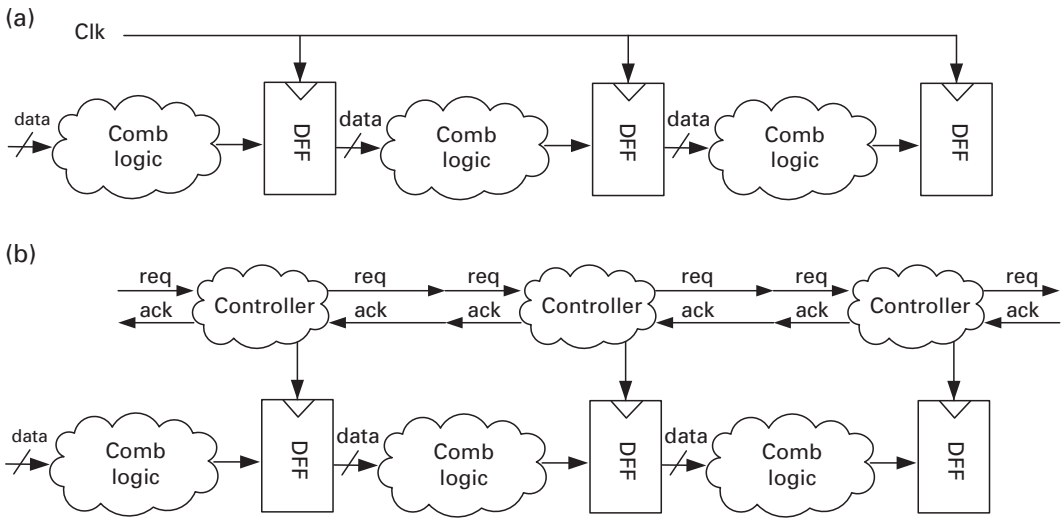 (a)
Clk
data
Comb
logic
DFF
data
Comb
logic
DFF
data
Comb
logic
DFF
(b)
req
ack
Controller
req
ack
req
ack
Controller
req
ack
req
ack
Controller
req
ack
data
Comb
logic
DFF
data
Comb
logic
DFF
data
Comb
logic
DFF